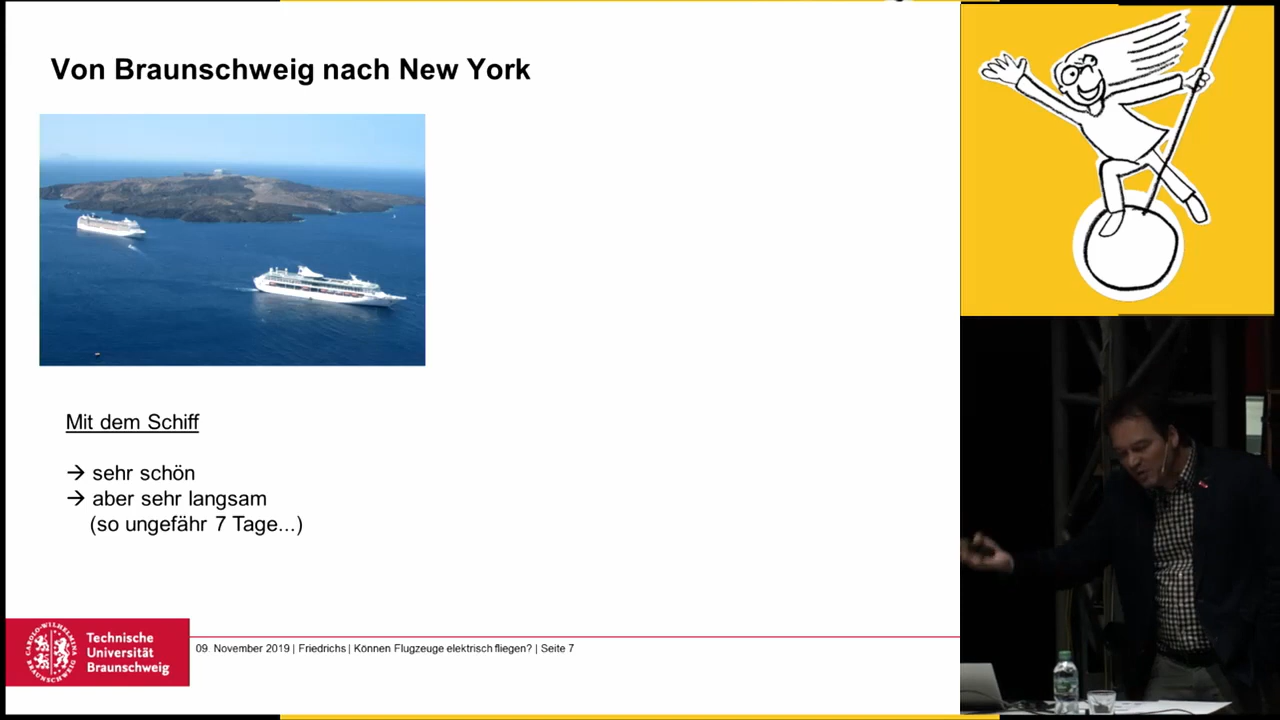 Von Braunschweig nach New York
Mit dem Schiff
→ sehr schön
→ aber sehr langsam
(so ungefähr 7 Tage...)
Technische
Universität
Braunschweig
09. November 2019 | Friedrichs | Können Flugzeuge elektrisch fliegen? | Seite 7